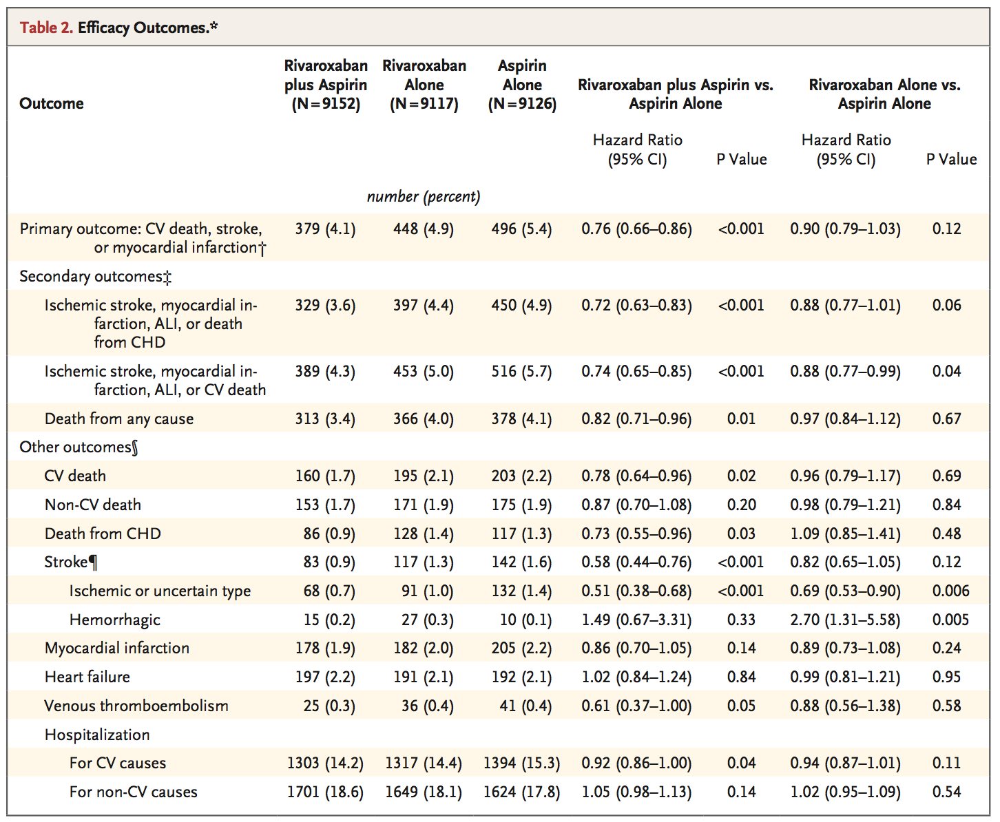 Table 2. Efficacy Outcomes.*
Outcome Rivaroxaban plus Aspirin (N=9152) Rivaroxaban Alone (N=9117) Aspirin Alone (N=9126) Rivaroxaban plus Aspirin vs. Aspirin Alone Rivaroxaban Alone vs. Aspirin Alone
Hazard Ratio (95% CI) P Value Hazard Ratio (95% CI) P Value
number (percent)
Primary outcome: CV death, stroke, 379 (4.1) 448 (4.9) 496 (5.4) 0.76 (0.66–0.86) <0.001 0.90 (0.79–1.03) 0.12
or myocardial infarction†
Secondary outcomes‡
Ischemic stroke, myocardial in- 329 (3.6) 397 (4.4) 450 (4.9) 0.72 (0.63–0.83) <0.001 0.88 (0.77–1.01) 0.06
farction, ALI, or death
from CHD
Ischemic stroke, myocardial in- 389 (4.3) 453 (5.0) 516 (5.7) 0.74 (0.65–0.85) <0.001 0.88 (0.77–0.99) 0.04
farction, ALI, or CV death
Death from any cause 313 (3.4) 366 (4.0) 378 (4.1) 0.82 (0.71–0.96) 0.01 0.97 (0.84–1.12) 0.67
Other outcomes§
CV death 160 (1.7) 195 (2.1) 203 (2.2) 0.78 (0.64–0.96) 0.02 0.96 (0.79–1.17) 0.69
Non-CV death 153 (1.7) 171 (1.9) 175 (1.9) 0.87 (0.70–1.08) 0.20 0.98 (0.79–1.21) 0.84
Death from CHD 86 (0.9) 128 (1.4) 117 (1.3) 0.73 (0.55–0.96) 0.03 1.09 (0.85–1.41) 0.48
Stroke¶ 83 (0.9) 117 (1.3) 142 (1.6) 0.58 (0.44–0.76) <0.001 0.82 (0.65–1.05) 0.12
Ischemic or uncertain type 68 (0.7) 91 (1.0) 132 (1.4) 0.51 (0.38–0.68) <0.001 0.69 (0.53–0.90) 0.006
Hemorrhagic 15 (0.2) 27 (0.3) 10 (0.1) 1.49 (0.67–3.31) 0.33 2.70 (1.31–5.58) 0.005
Myocardial infarction 178 (1.9) 182 (2.0) 205 (2.2) 0.86 (0.70–1.05) 0.14 0.89 (0.73–1.08) 0.24
Heart failure 197 (2.2) 191 (2.1) 192 (2.1) 1.02 (0.84–1.24) 0.84 0.99 (0.81–1.21) 0.95
Venous thromboembolism 25 (0.3) 36 (0.4) 41 (0.4) 0.61 (0.37–1.00) 0.05 0.88 (0.56–1.38) 0.58
Hospitalization
For CV causes 1303 (14.2) 1317 (14.4) 1394 (15.3) 0.92 (0.86–1.00) 0.04 0.94 (0.87–1.01) 0.11
For non-CV causes 1701 (18.6) 1649 (18.1) 1624 (17.8) 1.05 (0.98–1.13) 0.14 1.02 (0.95–1.09) 0.54